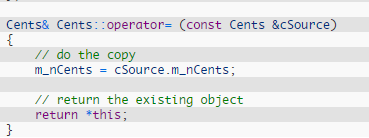 Cents& Cents::operator= (const Cents &cSource)
{
    // do the copy
    m_nCents = cSource.m_nCents;

    // return the existing object
    return *this;
}